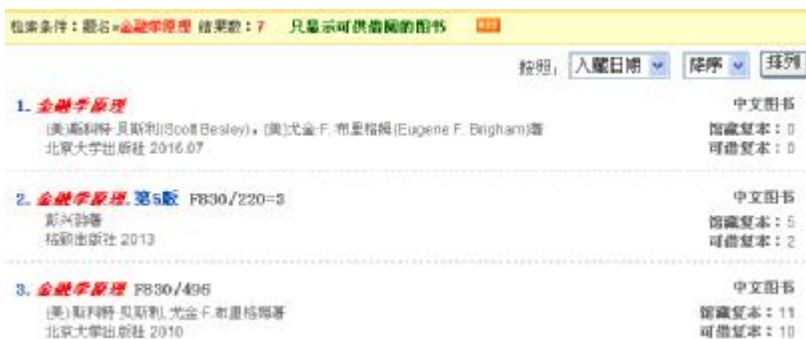 检索条件：题名=金融学原理 结果数：7 只显示可供借阅的图书
按照: 入藏日期 降序 排列
1. 金融学原理 中文图书
(美)斯科特·贝斯利(Scott Besley), (美)尤金·F.布里格姆(Eugene F. Brigham)著 馆藏复本：0
北京大学出版社 2016.07 可借复本：0
2. 金融学原理.第5版 F830/220=3 中文图书
彭兴韵著 馆藏复本：5
格致出版社 2013 可借复本：2
3. 金融学原理 F830/496 中文图书
(美)斯科特·贝斯利, 尤金·F.布里格姆著 馆藏复本：11
北京大学出版社 2010 可借复本：10